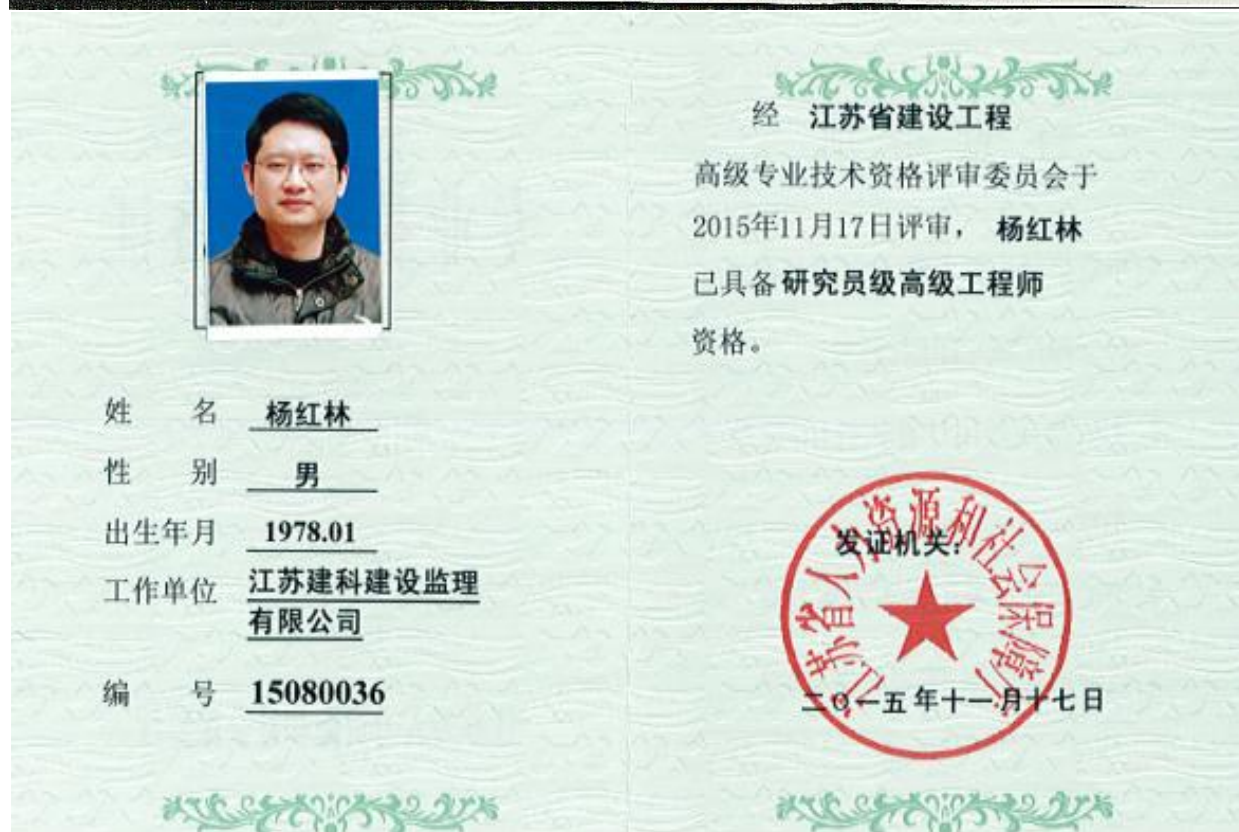 姓 名 杨红林
性 别 男
出生年月 1978.01
工作单位 江苏建科建设监理
有限公司
编 号 15080036
经 江苏省建设工程
高级专业技术资格评审委员会于
2015年11月17日评审， 杨红林
已具备研究员级高级工程师
资格。
江苏省人力资源和社会保障厅
发证机关：
二〇一五年十一月十七日